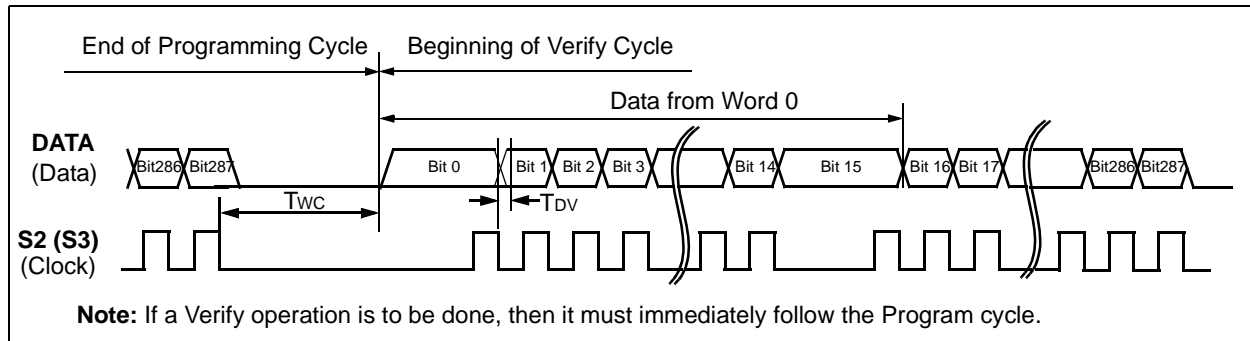 End of Programming Cycle
Beginning of Verify Cycle
Data from Word 0
DATA
(Data)
Bit286
Bit287
Bit 0
Bit 1
Bit 2
Bit 3
Bit 14
Bit 15
Bit 16
Bit 17
Bit286
Bit287
TWC
TDV
S2 (S3)
(Clock)
Note: If a Verify operation is to be done, then it must immediately follow the Program cycle.